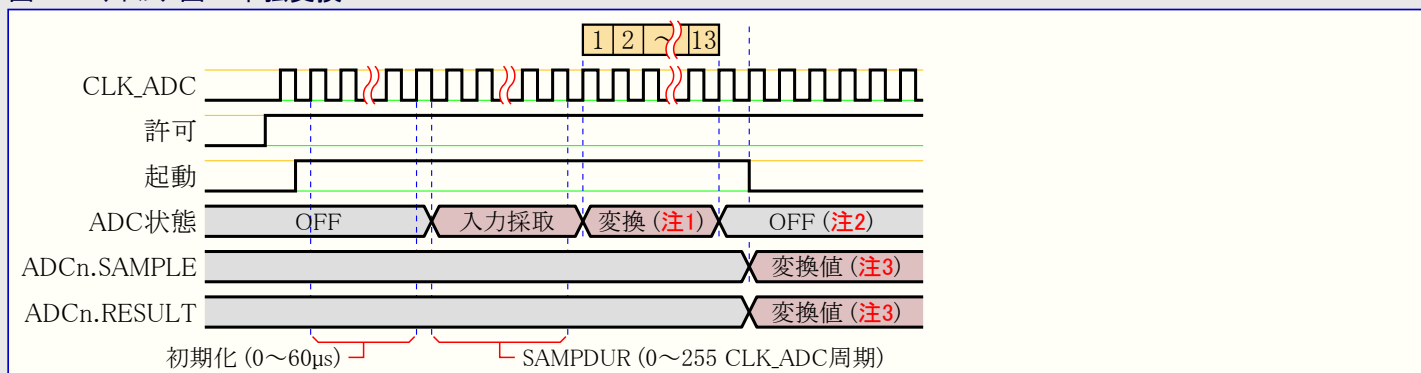 1 2 ～ 13
CLK_ADC
許可
起動
ADC状態 OFF 入力採取 変換 (注1) OFF (注2)
ADCn.SAMPLE 変換値 (注3)
ADCn.RESULT 変換値 (注3)
初期化 (0～60µs) SAMPDUR (0～255 CLK_ADC周期)